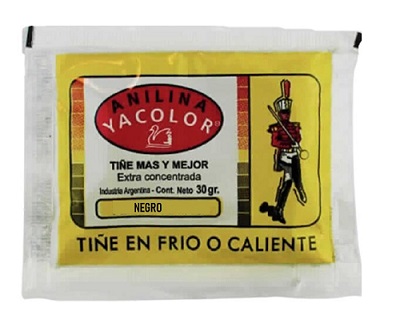 ANILINA
YACOLOR
TIÑE MAS Y MEJOR
Extra concentrada
Industria Argentina - Cont. Neto 30 gr.
NEGRO
TIÑE EN FRIO O CALIENTE